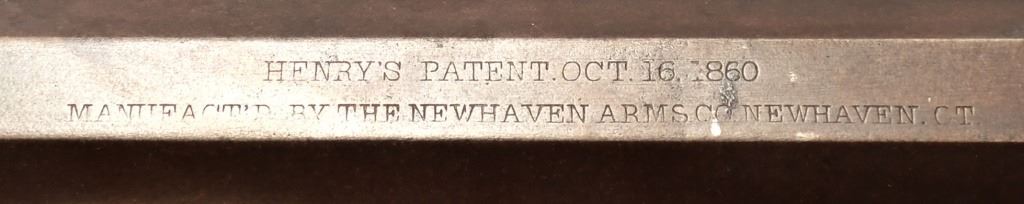 HENRY'S PATENT. OCT. 16. 1860
MANUFACT'D BY THE NEWHAVEN ARMS. CO. NEWHAVEN. CT.